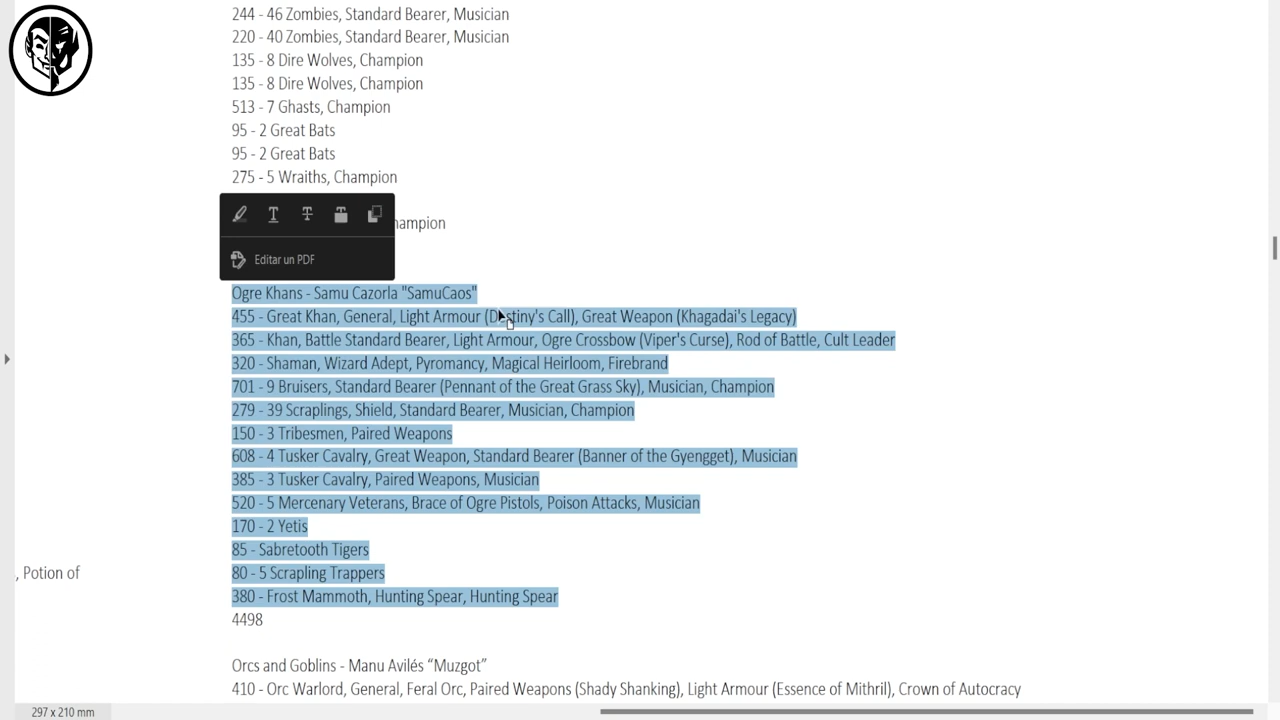 244 - 46 Zombies, Standard Bearer, Musician
220 - 40 Zombies, Standard Bearer, Musician
135 - 8 Dire Wolves, Champion
135 - 8 Dire Wolves, Champion
513 - 7 Ghasts, Champion
95 - 2 Great Bats
95 - 2 Great Bats
275 - 5 Wraiths, Champion
hampion
Editar un PDF
Ogre Khans - Samu Cazorla "SamuCaos"
455 - Great Khan, General, Light Armour (Destiny's Call), Great Weapon (Khagadai's Legacy)
365 - Khan, Battle Standard Bearer, Light Armour, Ogre Crossbow (Viper's Curse), Rod of Battle, Cult Leader
320 - Shaman, Wizard Adept, Pyromancy, Magical Heirloom, Firebrand
701 - 9 Bruisers, Standard Bearer (Pennant of the Great Grass Sky), Musician, Champion
279 - 39 Scraplings, Shield, Standard Bearer, Musician, Champion
150 - 3 Tribesmen, Paired Weapons
608 - 4 Tusker Cavalry, Great Weapon, Standard Bearer (Banner of the Gyengget), Musician
385 - 3 Tusker Cavalry, Paired Weapons, Musician
520 - 5 Mercenary Veterans, Brace of Ogre Pistols, Poison Attacks, Musician
170 - 2 Yetis
85 - Sabretooth Tigers
, Potion of
80 - 5 Scrapling Trappers
380 - Frost Mammoth, Hunting Spear, Hunting Spear
4498
Orcs and Goblins - Manu Avilés “Muzgot”
410 - Orc Warlord, General, Feral Orc, Paired Weapons (Shady Shanking), Light Armour (Essence of Mithril), Crown of Autocracy
297 x 210 mm